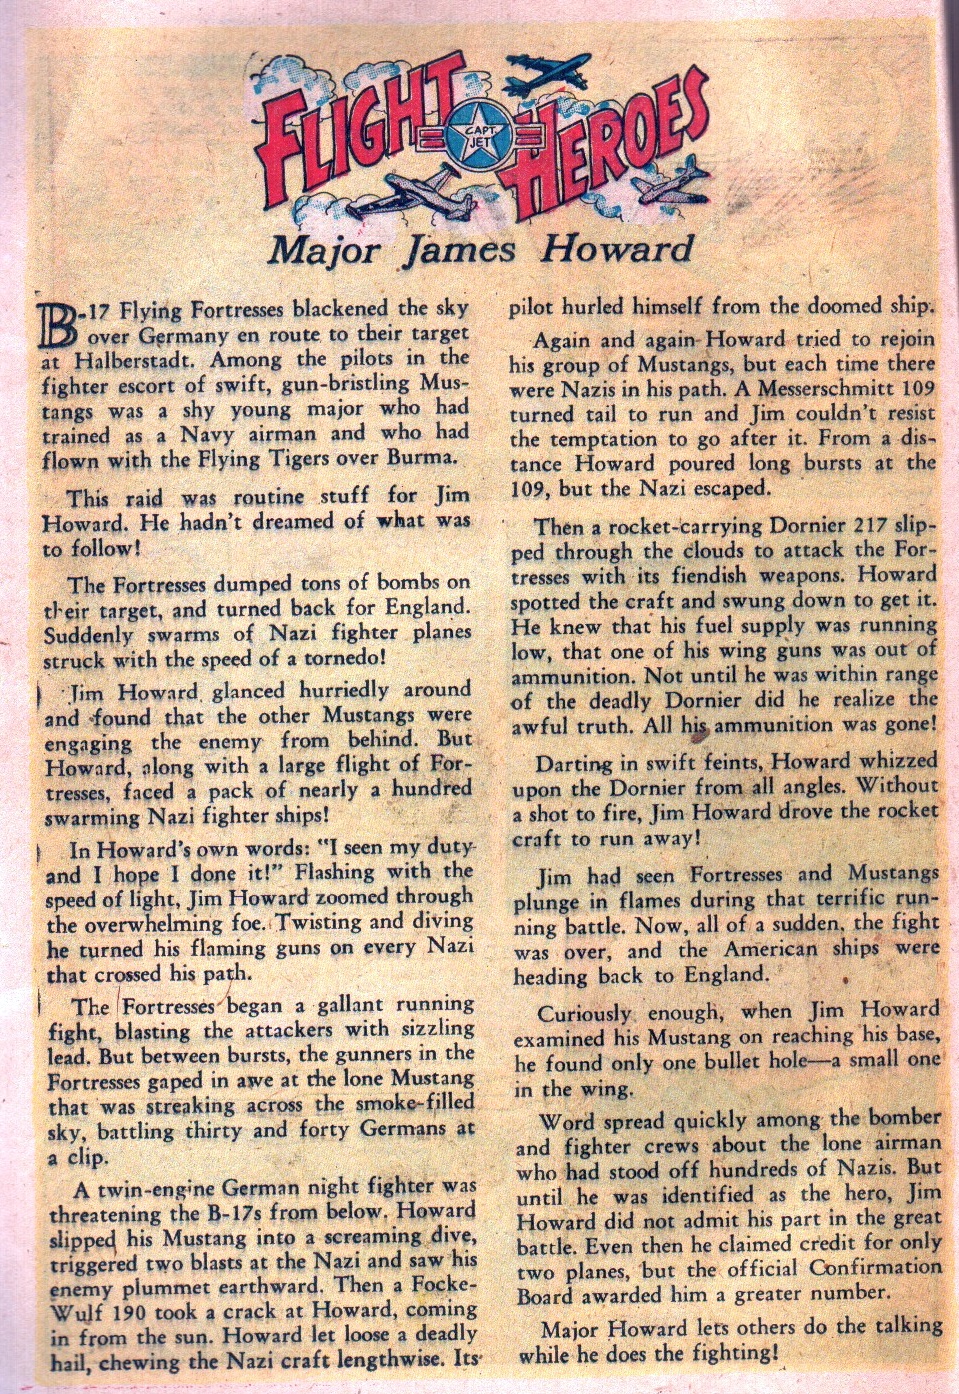 FLIGHT HEROES
CAPT.
JET
Major James Howard
B-17 Flying Fortresses blackened the sky
over Germany en route to their target
at Halberstadt. Among the pilots in the
fighter escort of swift, gun-bristling Mus-
tangs was a shy young major who had
trained as a Navy airman and who had
flown with the Flying Tigers over Burma.
This raid was routine stuff for Jim
Howard. He hadn't dreamed of what was
to follow!
The Fortresses dumped tons of bombs on
their target, and turned back for England.
Suddenly swarms of Nazi fighter planes
struck with the speed of a tornedo!
Jim Howard glanced hurriedly around
and found that the other Mustangs were
engaging the enemy from behind. But
Howard, along with a large flight of For-
tresses, faced a pack of nearly a hundred
swarming Nazi fighter ships!
In Howard's own words: "I seen my duty
and I hope I done it!" Flashing with the
speed of light, Jim Howard zoomed through
the overwhelming foe. Twisting and diving
he turned his flaming guns on every Nazi
that crossed his path.
The Fortresses began a gallant running
fight, blasting the attackers with sizzling
lead. But between bursts, the gunners in the
Fortresses gaped in awe at the lone Mustang
that was streaking across the smoke-filled
sky, battling thirty and forty Germans at
a clip.
A twin-engine German night fighter was
threatening the B-17s from below. Howard
slipped his Mustang into a screaming dive,
triggered two blasts at the Nazi and saw his
enemy plummet earthward. Then a Focke-
Wulf 190 took a crack at Howard, coming
in from the sun. Howard let loose a deadly
hail, chewing the Nazi craft lengthwise. Its
pilot hurled himself from the doomed ship.
Again and again Howard tried to rejoin
his group of Mustangs, but each time there
were Nazis in his path. A Messerschmitt 109
turned tail to run and Jim couldn't resist
the temptation to go after it. From a dis-
tance Howard poured long bursts at the
109, but the Nazi escaped.
Then a rocket-carrying Dornier 217 slip-
ped through the clouds to attack the For-
tresses with its fiendish weapons. Howard
spotted the craft and swung down to get it.
He knew that his fuel supply was running
low, that one of his wing guns was out of
ammunition. Not until he was within range
of the deadly Dornier did he realize the
awful truth. All his ammunition was gone!
Darting in swift feints, Howard whizzed
upon the Dornier from all angles. Without
a shot to fire, Jim Howard drove the rocket
craft to run away!
Jim had seen Fortresses and Mustangs
plunge in flames during that terrific run-
ning battle. Now, all of a sudden, the fight
was over, and the American ships were
heading back to England.
Curiously enough, when Jim Howard
examined his Mustang on reaching his base,
he found only one bullet hole—a small one
in the wing.
Word spread quickly among the bomber
and fighter crews about the lone airman
who had stood off hundreds of Nazis. But
until he was identified as the hero, Jim
Howard did not admit his part in the great
battle. Even then he claimed credit for only
two planes, but the official Confirmation
Board awarded him a greater number.
Major Howard lets others do the talking
while he does the fighting!